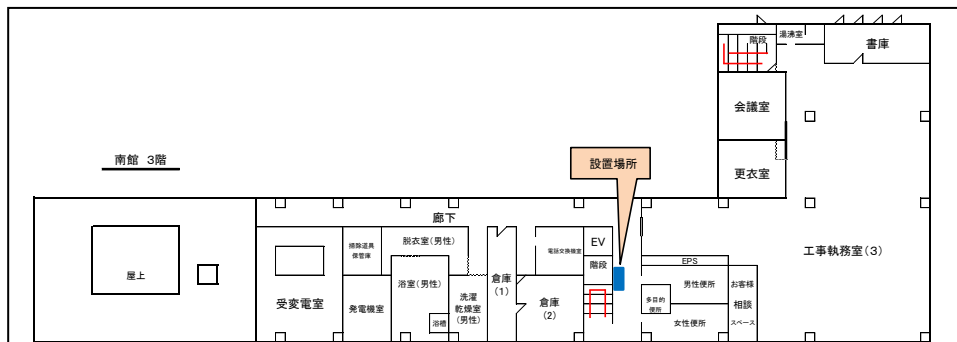 階段
湯沸室
書庫
会議室
南館 3階
設置場所
更衣室
廊下
工事執務室(3)
掃除道具
保管庫
脱衣室(男性)
電話交換機室
EV
階段
EPS
屋上
受変電室
発電機室
浴室(男性)
浴槽
洗濯
乾燥室
(男性)
倉庫
(1)
倉庫
(2)
男性便所
多目的
便所
女性便所
お客様
相談
スペース